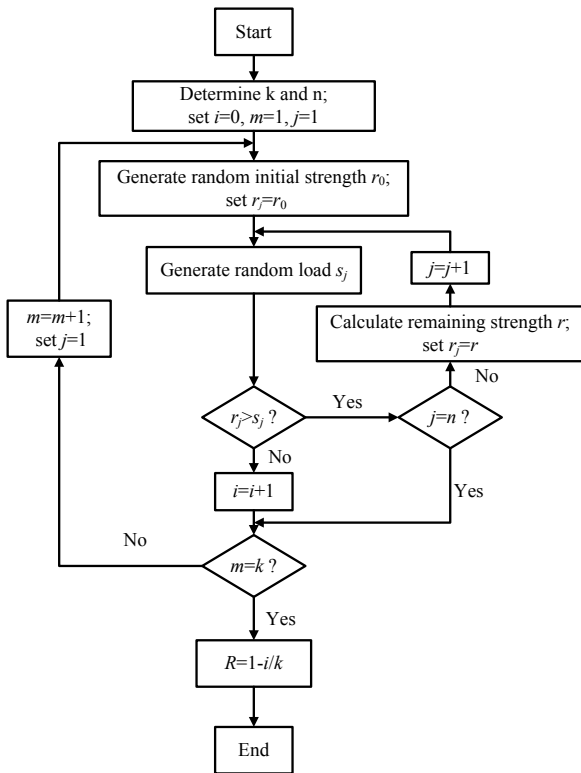 Start
Determine k and n;
set i=0, m=1, j=1
Generate random initial strength r₀;
set rⱼ=r₀
Generate random load sⱼ
j=j+1
m=m+1;
set j=1
Calculate remaining strength r;
set rⱼ=r
No
rⱼ>sⱼ ?
Yes
j=n ?
No
i=i+1
Yes
No
m=k ?
Yes
R=1-i/k
End